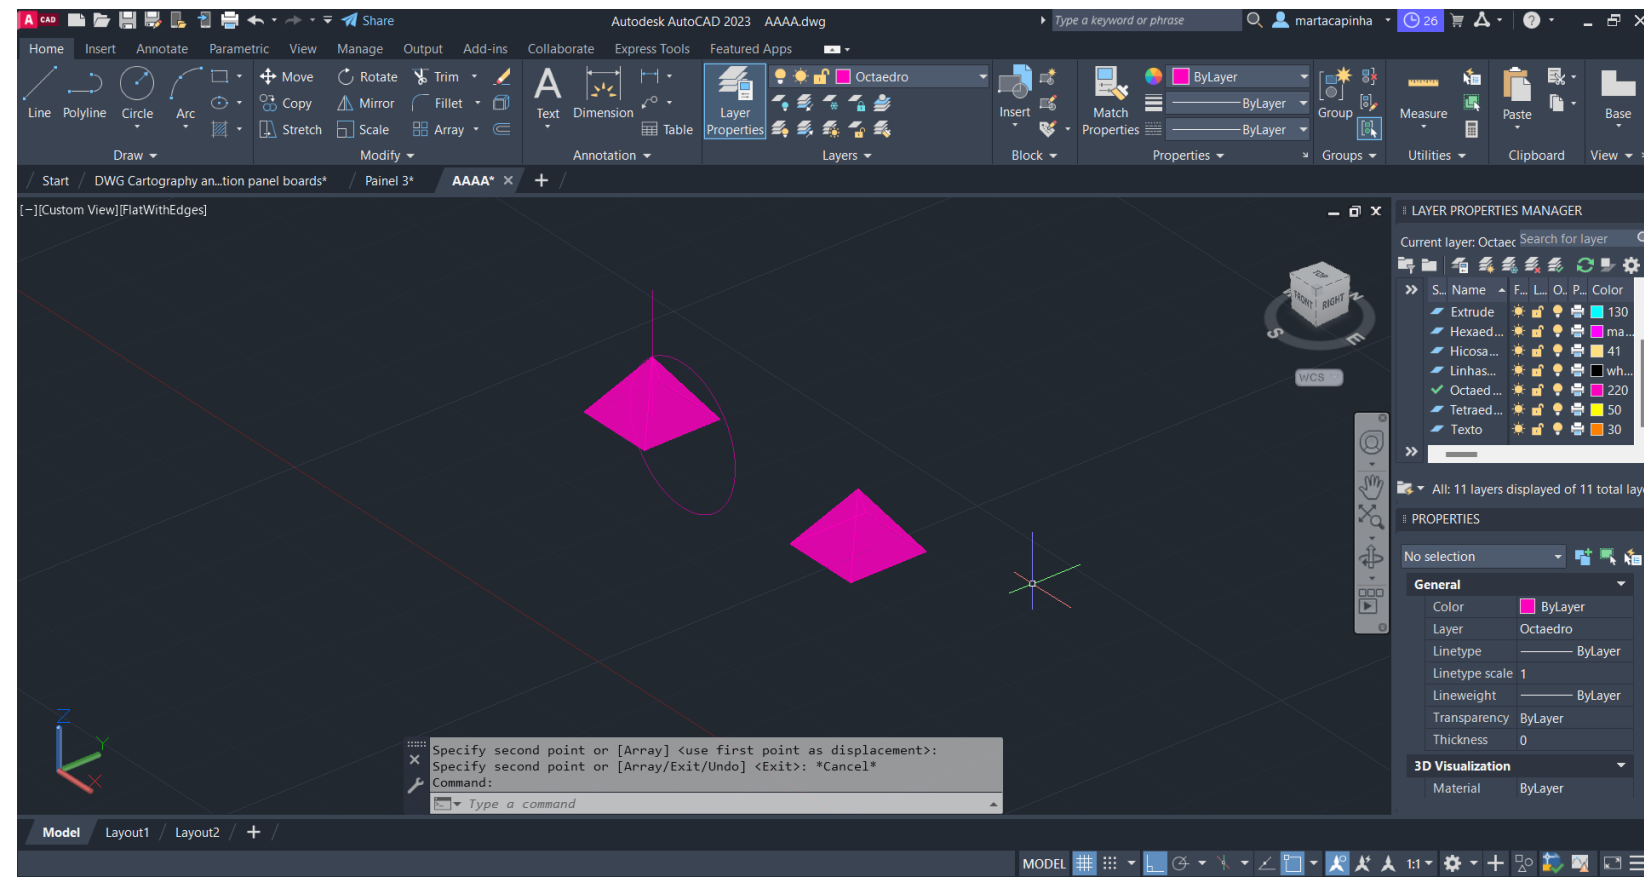 A CAD Share Autodesk AutoCAD 2023 AAAA.dwg Type a keyword or phrase martacapinha 26
Home Insert Annotate Parametric View Manage Output Add-ins Collaborate Express Tools Featured Apps
Move Rotate Trim Octaedro ByLayer
Copy Mirror Fillet ByLayer
Line Polyline Circle Arc Text Dimension Layer Insert Match Group Measure Paste Base
Stretch Scale Array Table Properties Properties ByLayer
Draw Modify Annotation Layers Block Properties Groups Utilities Clipboard View
Start DWG Cartography an...tion panel boards* Painel 3* AAAA*
[−][Custom View][FlatWithEdges]
LAYER PROPERTIES MANAGER
Current layer: Octaec Search for layer
S.. Name F... L... O.. P... Color
Extrude 130
Hexaed... ma...
Hicosa... 41
Linhas... wh...
Octaed... 220
Tetraed... 50
Texto 30
TOP
FRONT RIGHT
S E
WCS
All: 11 layers displayed of 11 total laye
PROPERTIES
No selection
General
Color ByLayer
Layer Octaedro
Linetype ByLayer
Linetype scale 1
Lineweight ByLayer
Transparency ByLayer
Thickness 0
3D Visualization
Material ByLayer
Z
Y
X
Specify second point or [Array] <use first point as displacement>:
Specify second point or [Array/Exit/Undo] <Exit>: *Cancel*
Command:
Type a command
Model Layout1 Layout2
MODEL 1:1